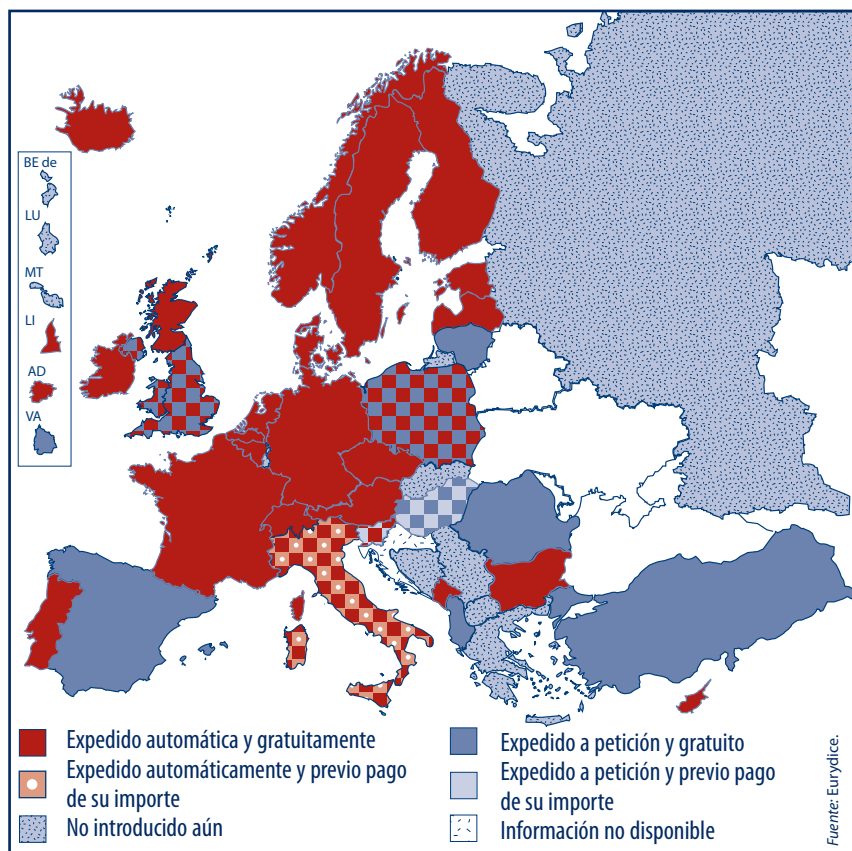 BE de
LU
MT
LI
AD
VA
Expedido automática y gratuitamente
Expedido automáticamente y previo pago
de su importe
No introducido aún
Expedido a petición y gratuito
Expedido a petición y previo pago
de su importe
Información no disponible
Fuente: Eurydice.